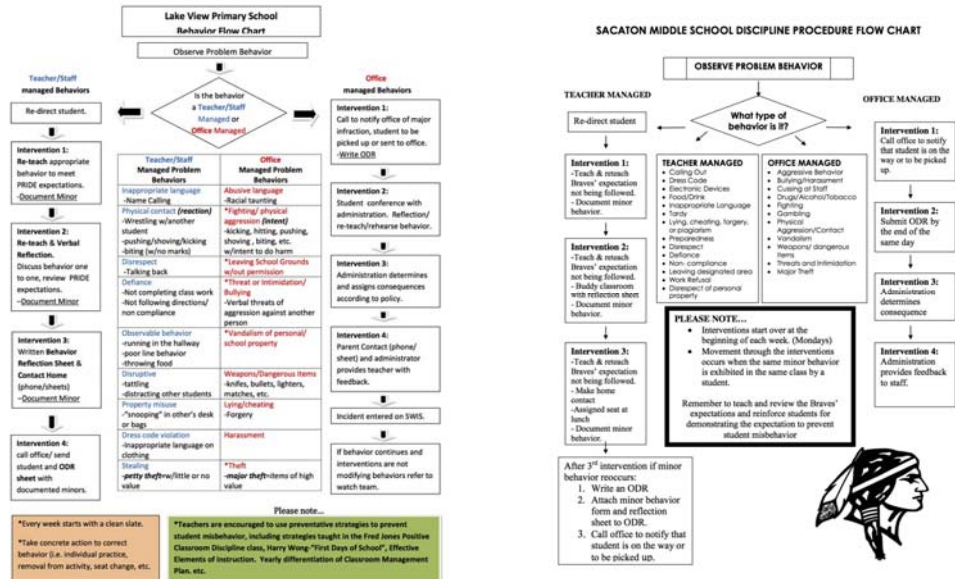 Lake View Primary School
Behavior Flow Chart
Observe Problem Behavior
Teacher/Staff
managed Behaviors
Re-direct student.
Intervention 1:
Re-teach appropriate
behavior to meet
PRIDE expectations.
-Document Minor
Intervention 2:
Re-teach & Verbal
Reflection.
Discuss behavior one
to one, review PRIDE
expectations.
–Document Minor
Intervention 3:
Written Behavior
Reflection Sheet &
Contact Home
(phone/sheets)
-Document Minor
Intervention 4:
call office/ send
student and ODR
sheet with
documented minors.
Is the behavior
a Teacher/Staff
Managed or
Office Managed
Teacher/Staff
Managed Problem
Behaviors
Inappropriate language
-Name Calling
Physical contact (reaction)
-Wrestling w/another
student
-pushing/shoving/kicking
-biting (w/no marks)
Disrespect
-Talking back
Defiance
-Not completing class work
-Not following directions/
non compliance
Observable behavior
-running in the hallway
-poor line behavior
-throwing food
Disruptive
-tattling
-distracting other students
Property misuse
-"snooping" in other's desk
or bags
Dress code violation
-Inappropriate language on
clothing
Stealing
-petty theft=w/little or no
value
Office
Managed Problem
Behaviors
Abusive language
-Racial taunting
*Fighting/ physical
aggression (intent)
-kicking, hitting, pushing,
shoving , biting, etc.
w/intent to do harm
*Leaving School Grounds
w/out permission
*Threat or Intimidation/
Bullying
-Verbal threats of
aggression against another
person
*Vandalism of personal/
school property
Weapons/Dangerous items
-knifes, bullets, lighters,
matches, etc.
Lying/cheating
-Forgery
Harassment
*Theft
-major theft=items of high
value
Office
managed Behaviors
Intervention 1:
Call to notify office of major
infraction, student to be
picked up or sent to office.
-Write ODR
Intervention 2:
Student conference with
administration. Reflection/
re-teach/rehearse behavior.
Intervention 3:
Administration determines
and assigns consequences
according to policy.
Intervention 4:
Parent Contact (phone/
sheet) and administrator
provides teacher with
feedback.
Incident entered on SWIS.
If behavior continues and
interventions are not
modifying behaviors refer to
watch team.
Please note...
*Every week starts with a clean slate.
*Take concrete action to correct
behavior (i.e. individual practice,
removal from activity, seat change, etc.
*Teachers are encouraged to use preventative strategies to prevent
student misbehavior, including strategies taught in the Fred Jones Positive
Classroom Discipline class, Harry Wong-"First Days of School", Effective
Elements of Instruction. Yearly differentiation of Classroom Management
Plan. etc.
SACATON MIDDLE SCHOOL DISCIPLINE PROCEDURE FLOW CHART
OBSERVE PROBLEM BEHAVIOR
TEACHER MANAGED
Re-direct student
Intervention 1:
-Teach & reteach
Braves' expectation
not being followed.
- Document minor
behavior.
Intervention 2:
-Teach & reteach
Braves' expectation
not being followed.
- Buddy classroom
with reflection sheet
- Document minor
behavior.
Intervention 3:
-Teach & reteach
Braves' expectation
not being followed.
- Make home
contact
-Assigned seat at
lunch
- Document minor
behavior.
After 3rd intervention if minor
behavior reoccurs:
1. Write an ODR
2. Attach minor behavior
form and reflection
sheet to ODR.
3. Call office to notify that
student is on the way or
to be picked up.
What type of
behavior is it?
TEACHER MANAGED
• Calling Out
• Dress Code
• Electronic Devices
• Food/Drink
• Inappropriate Language
• Tardy
• Lying, cheating, forgery,
or plagiarism
• Preparedness
• Disrespect
• Defiance
• Non- compliance
• Leaving designated area
• Work Refusal
• Disrespect of personal
property
OFFICE MANAGED
• Aggressive Behavior
• Bullying/Harassment
• Cussing at Staff
• Drugs/Alcohol/Tobacco
• Fighting
• Gambling
• Physical
Aggression/Contact
• Vandalism
• Weapons/ dangerous
items
• Threats and Intimidation
• Major Theft
PLEASE NOTE...
• Interventions start over at the
beginning of each week. (Mondays)
• Movement through the interventions
occurs when the same minor behavior
is exhibited in the same class by a
student.
Remember to teach and review the Braves'
expectations and reinforce students for
demonstrating the expectation to prevent
student misbehavior
OFFICE MANAGED
Intervention 1:
Call office to notify
that student is on the
way or to be picked
up.
Intervention 2:
Submit ODR by
the end of the
same day
Intervention 3:
Administration
determines
consequence
Intervention 4:
Administration
provides feedback
to staff.